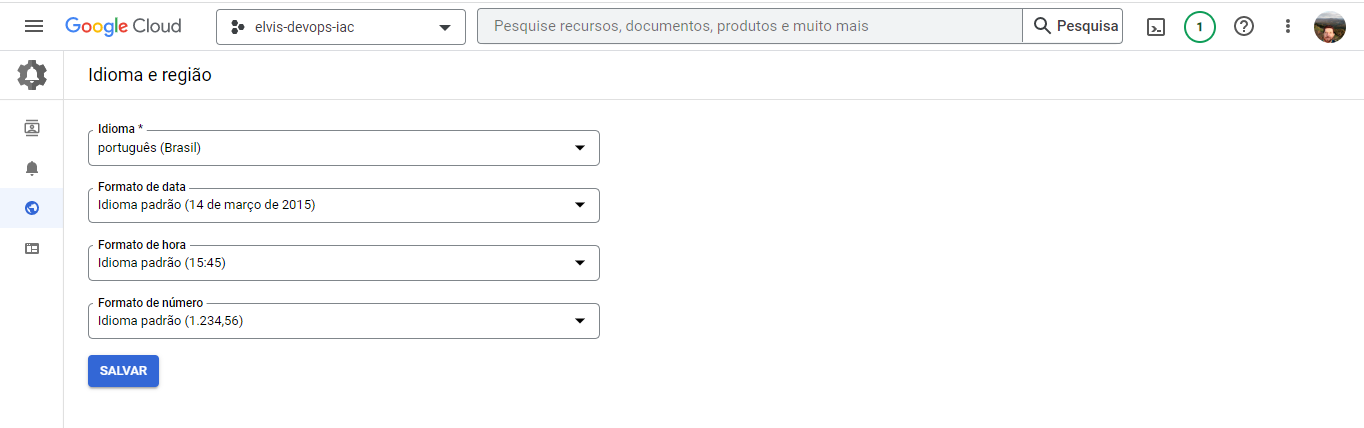 Google Cloud
elvis-devops-iac
Pesquise recursos, documentos, produtos e muito mais
Pesquisa
1
Idioma e região
Idioma *
português (Brasil)
Formato de data
Idioma padrão (14 de março de 2015)
Formato de hora
Idioma padrão (15:45)
Formato de número
Idioma padrão (1.234,56)
SALVAR